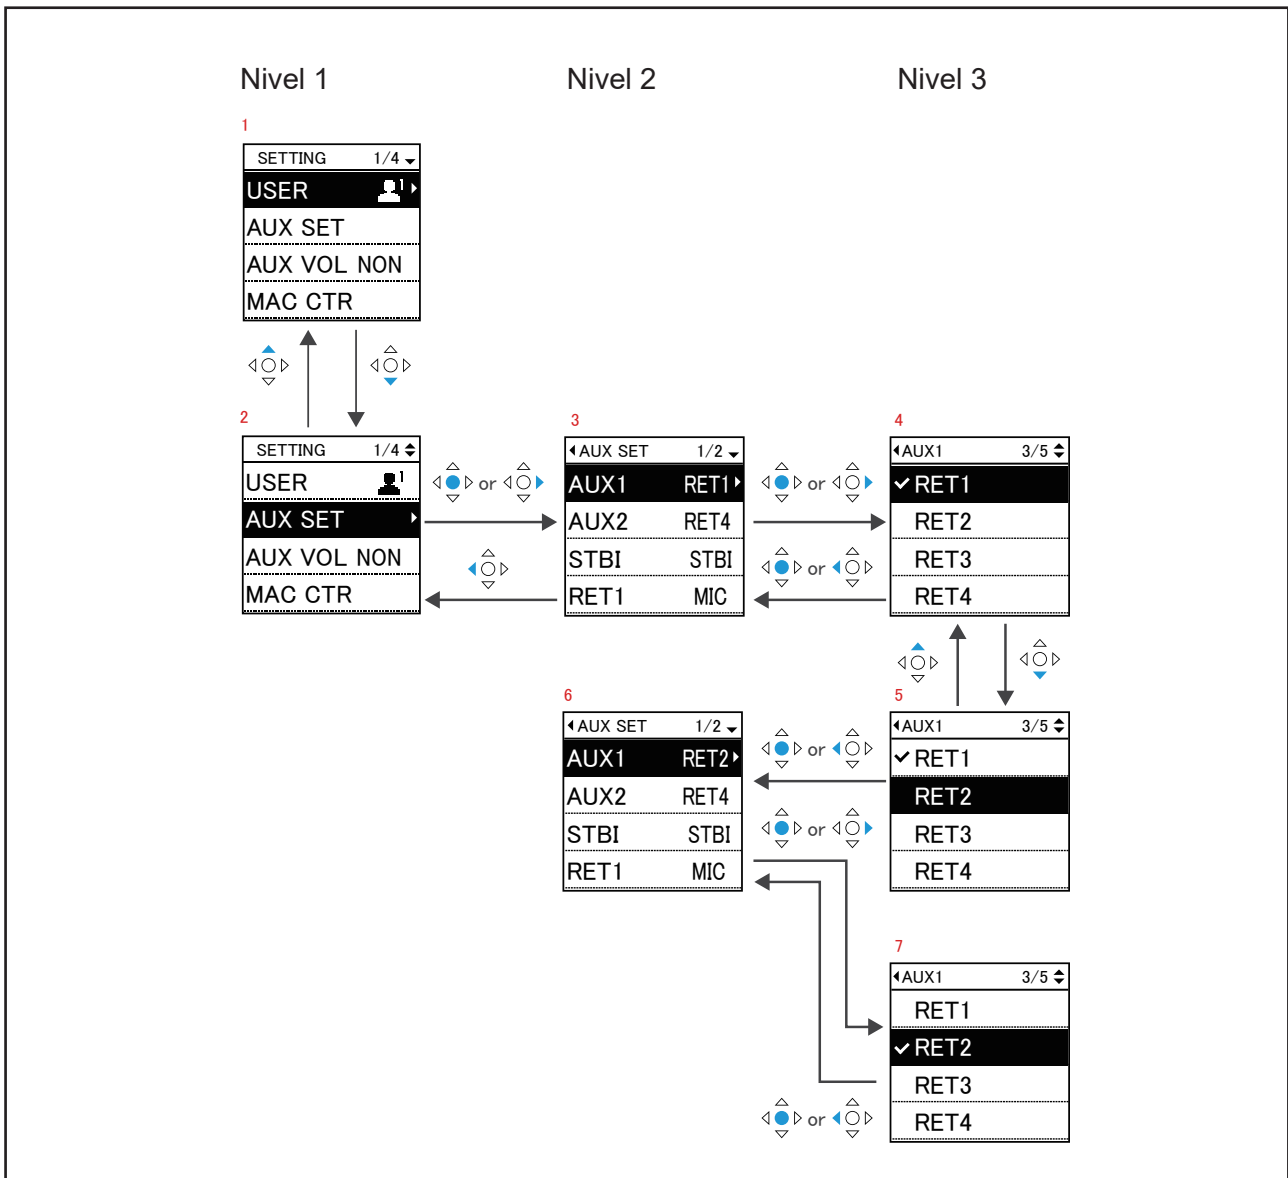 Nivel 1
Nivel 2
Nivel 3
1
SETTING 1/4
USER 1
AUX SET
AUX VOL NON
MAC CTR
2
SETTING 1/4
USER 1
AUX SET
AUX VOL NON
MAC CTR
or
3
AUX SET 1/2
AUX1 RET1
AUX2 RET4
STBI STBI
RET1 MIC
or
or
4
AUX1 3/5
RET1
RET2
RET3
RET4
6
AUX SET 1/2
AUX1 RET2
AUX2 RET4
STBI STBI
RET1 MIC
or
or
5
AUX1 3/5
RET1
RET2
RET3
RET4
7
AUX1 3/5
RET1
RET2
RET3
RET4
or